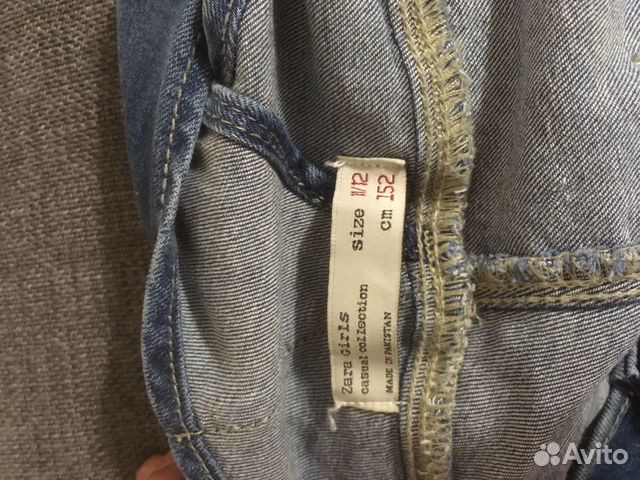 Zara Girls
casual collection
MADE IN PAKISTAN
size 11/12
cm 152
Avito